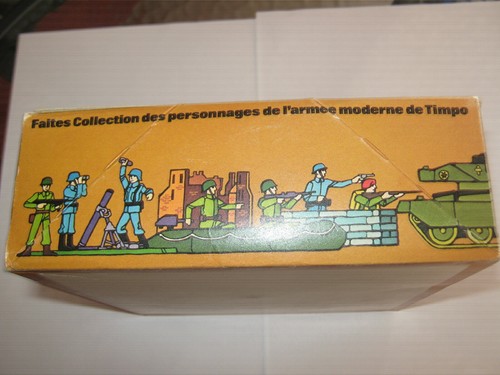 Faites Collection des personnages de l'armée moderne de Timpo